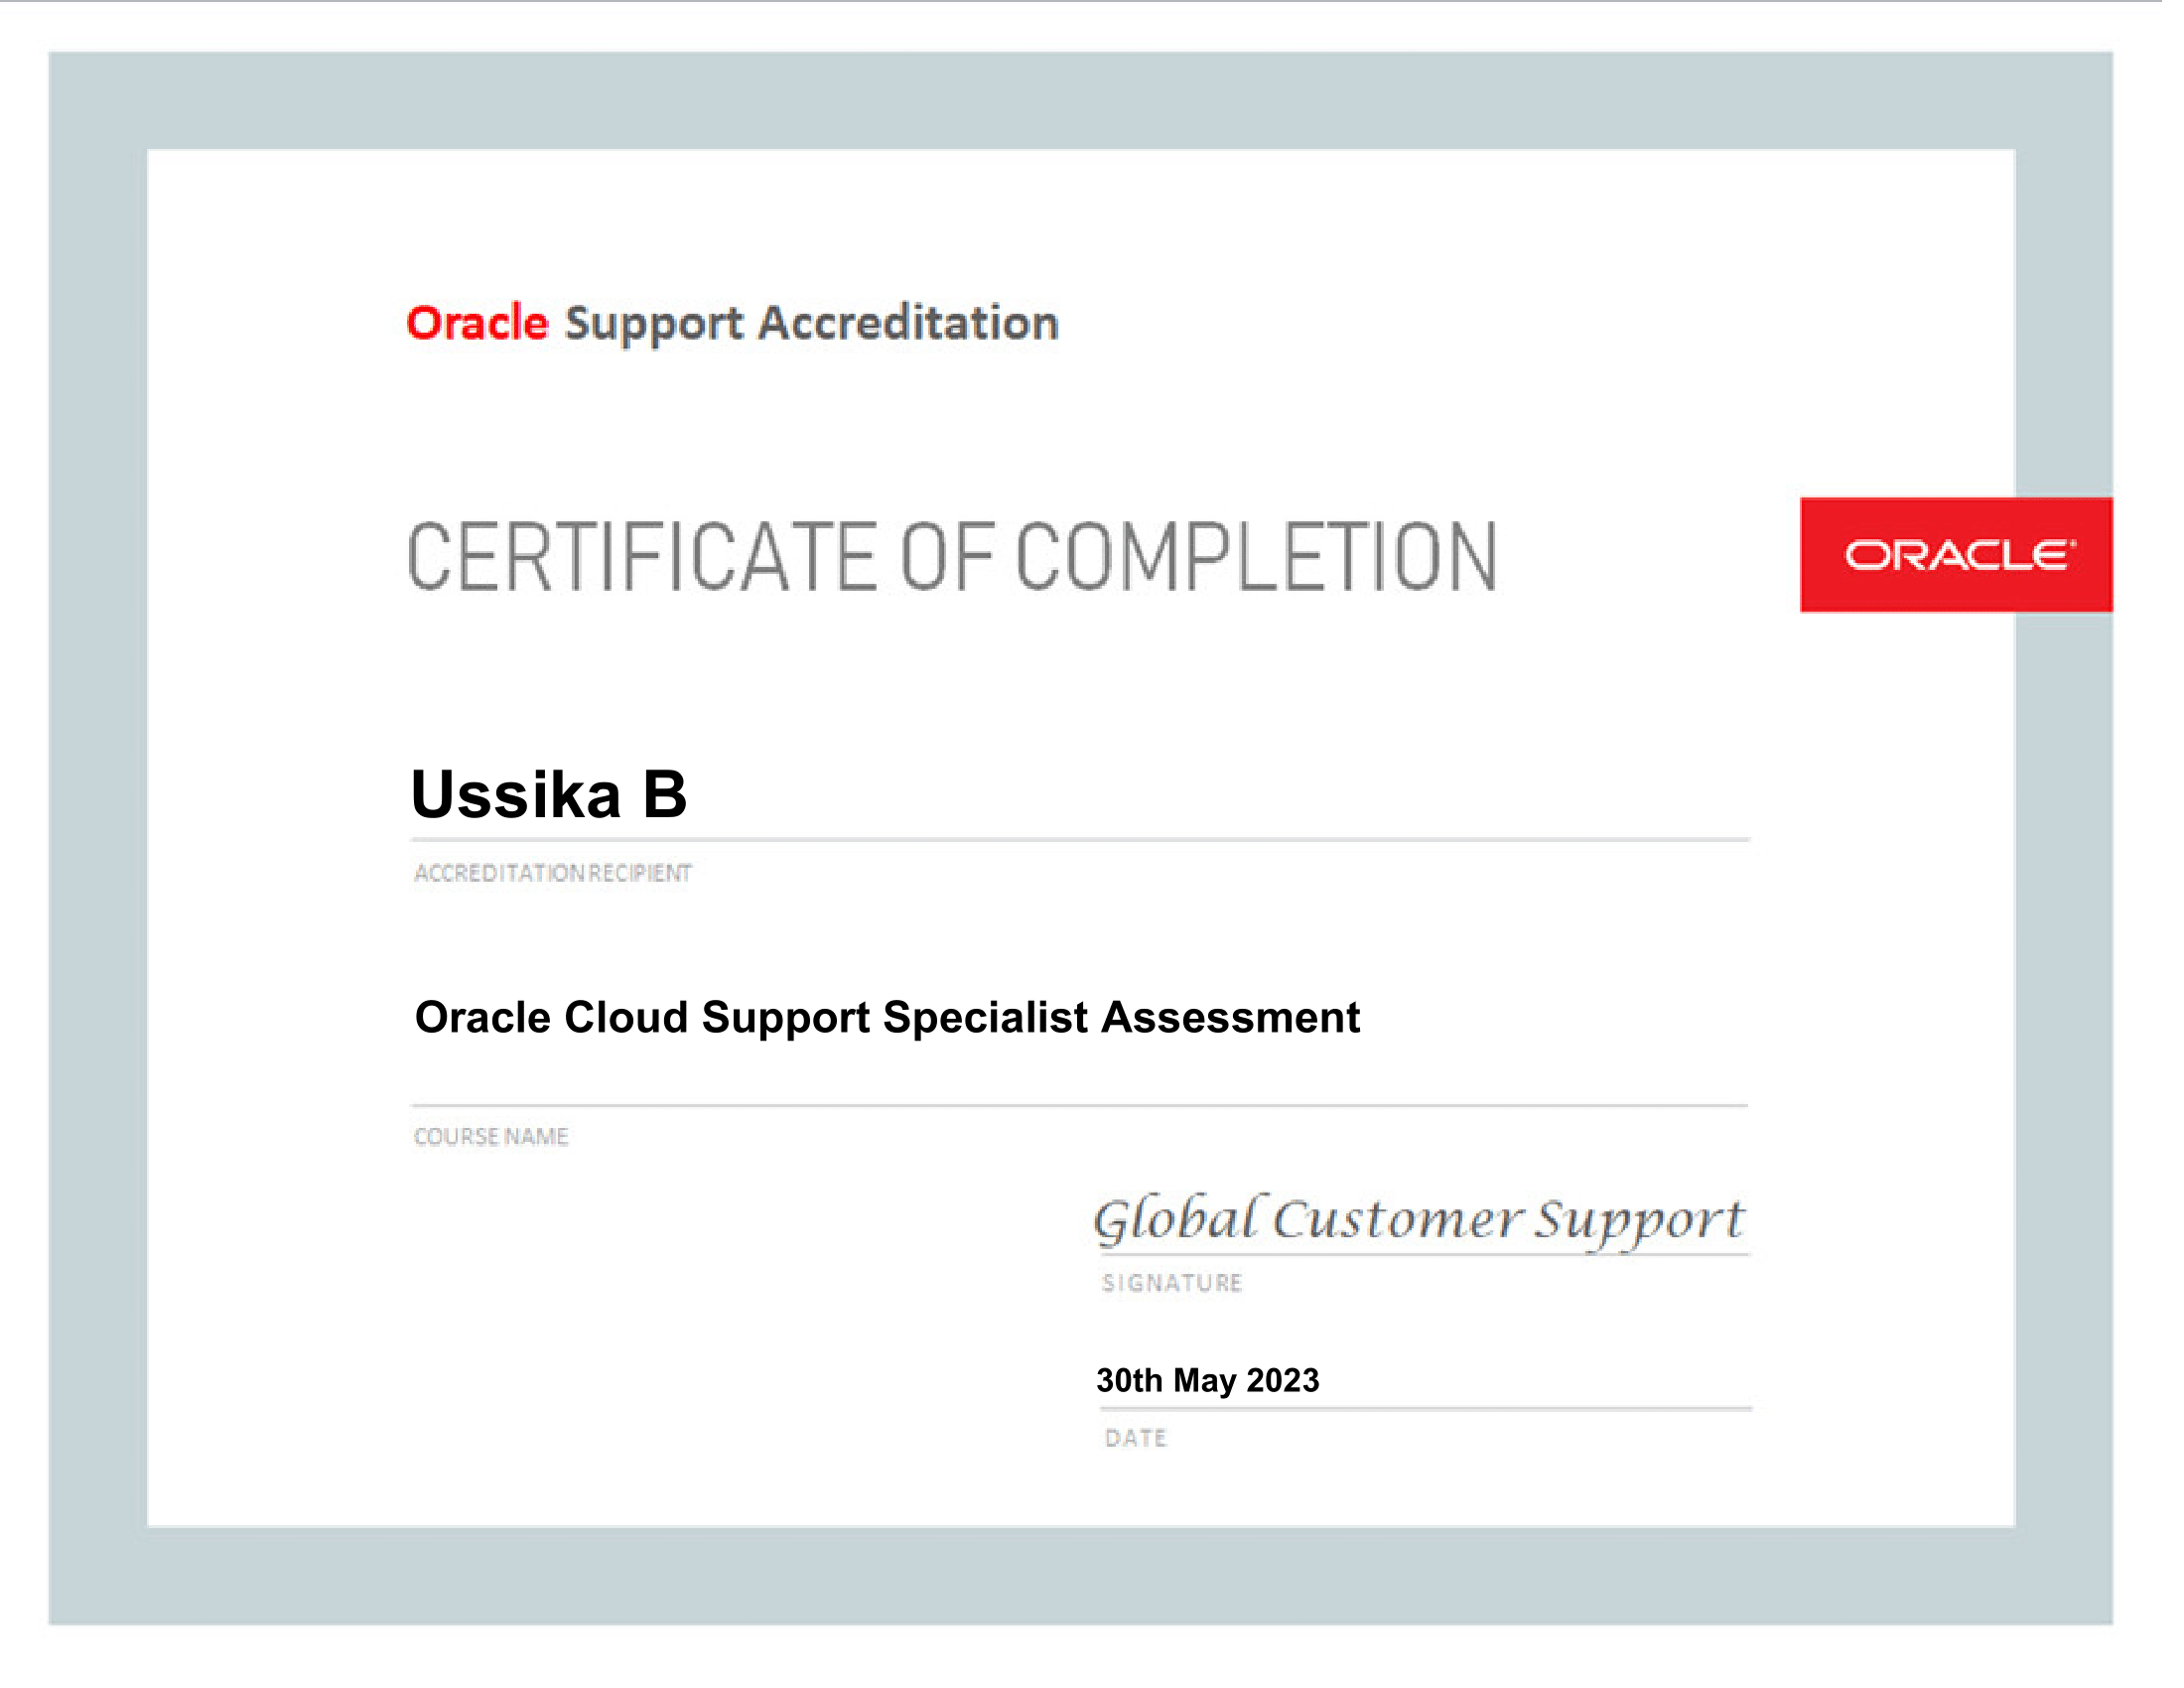 Oracle Support Accreditation
CERTIFICATE OF COMPLETION
ORACLE®
Ussika B
ACCREDITATION RECIPIENT
Oracle Cloud Support Specialist Assessment
COURSE NAME
Global Customer Support
SIGNATURE
30th May 2023
DATE